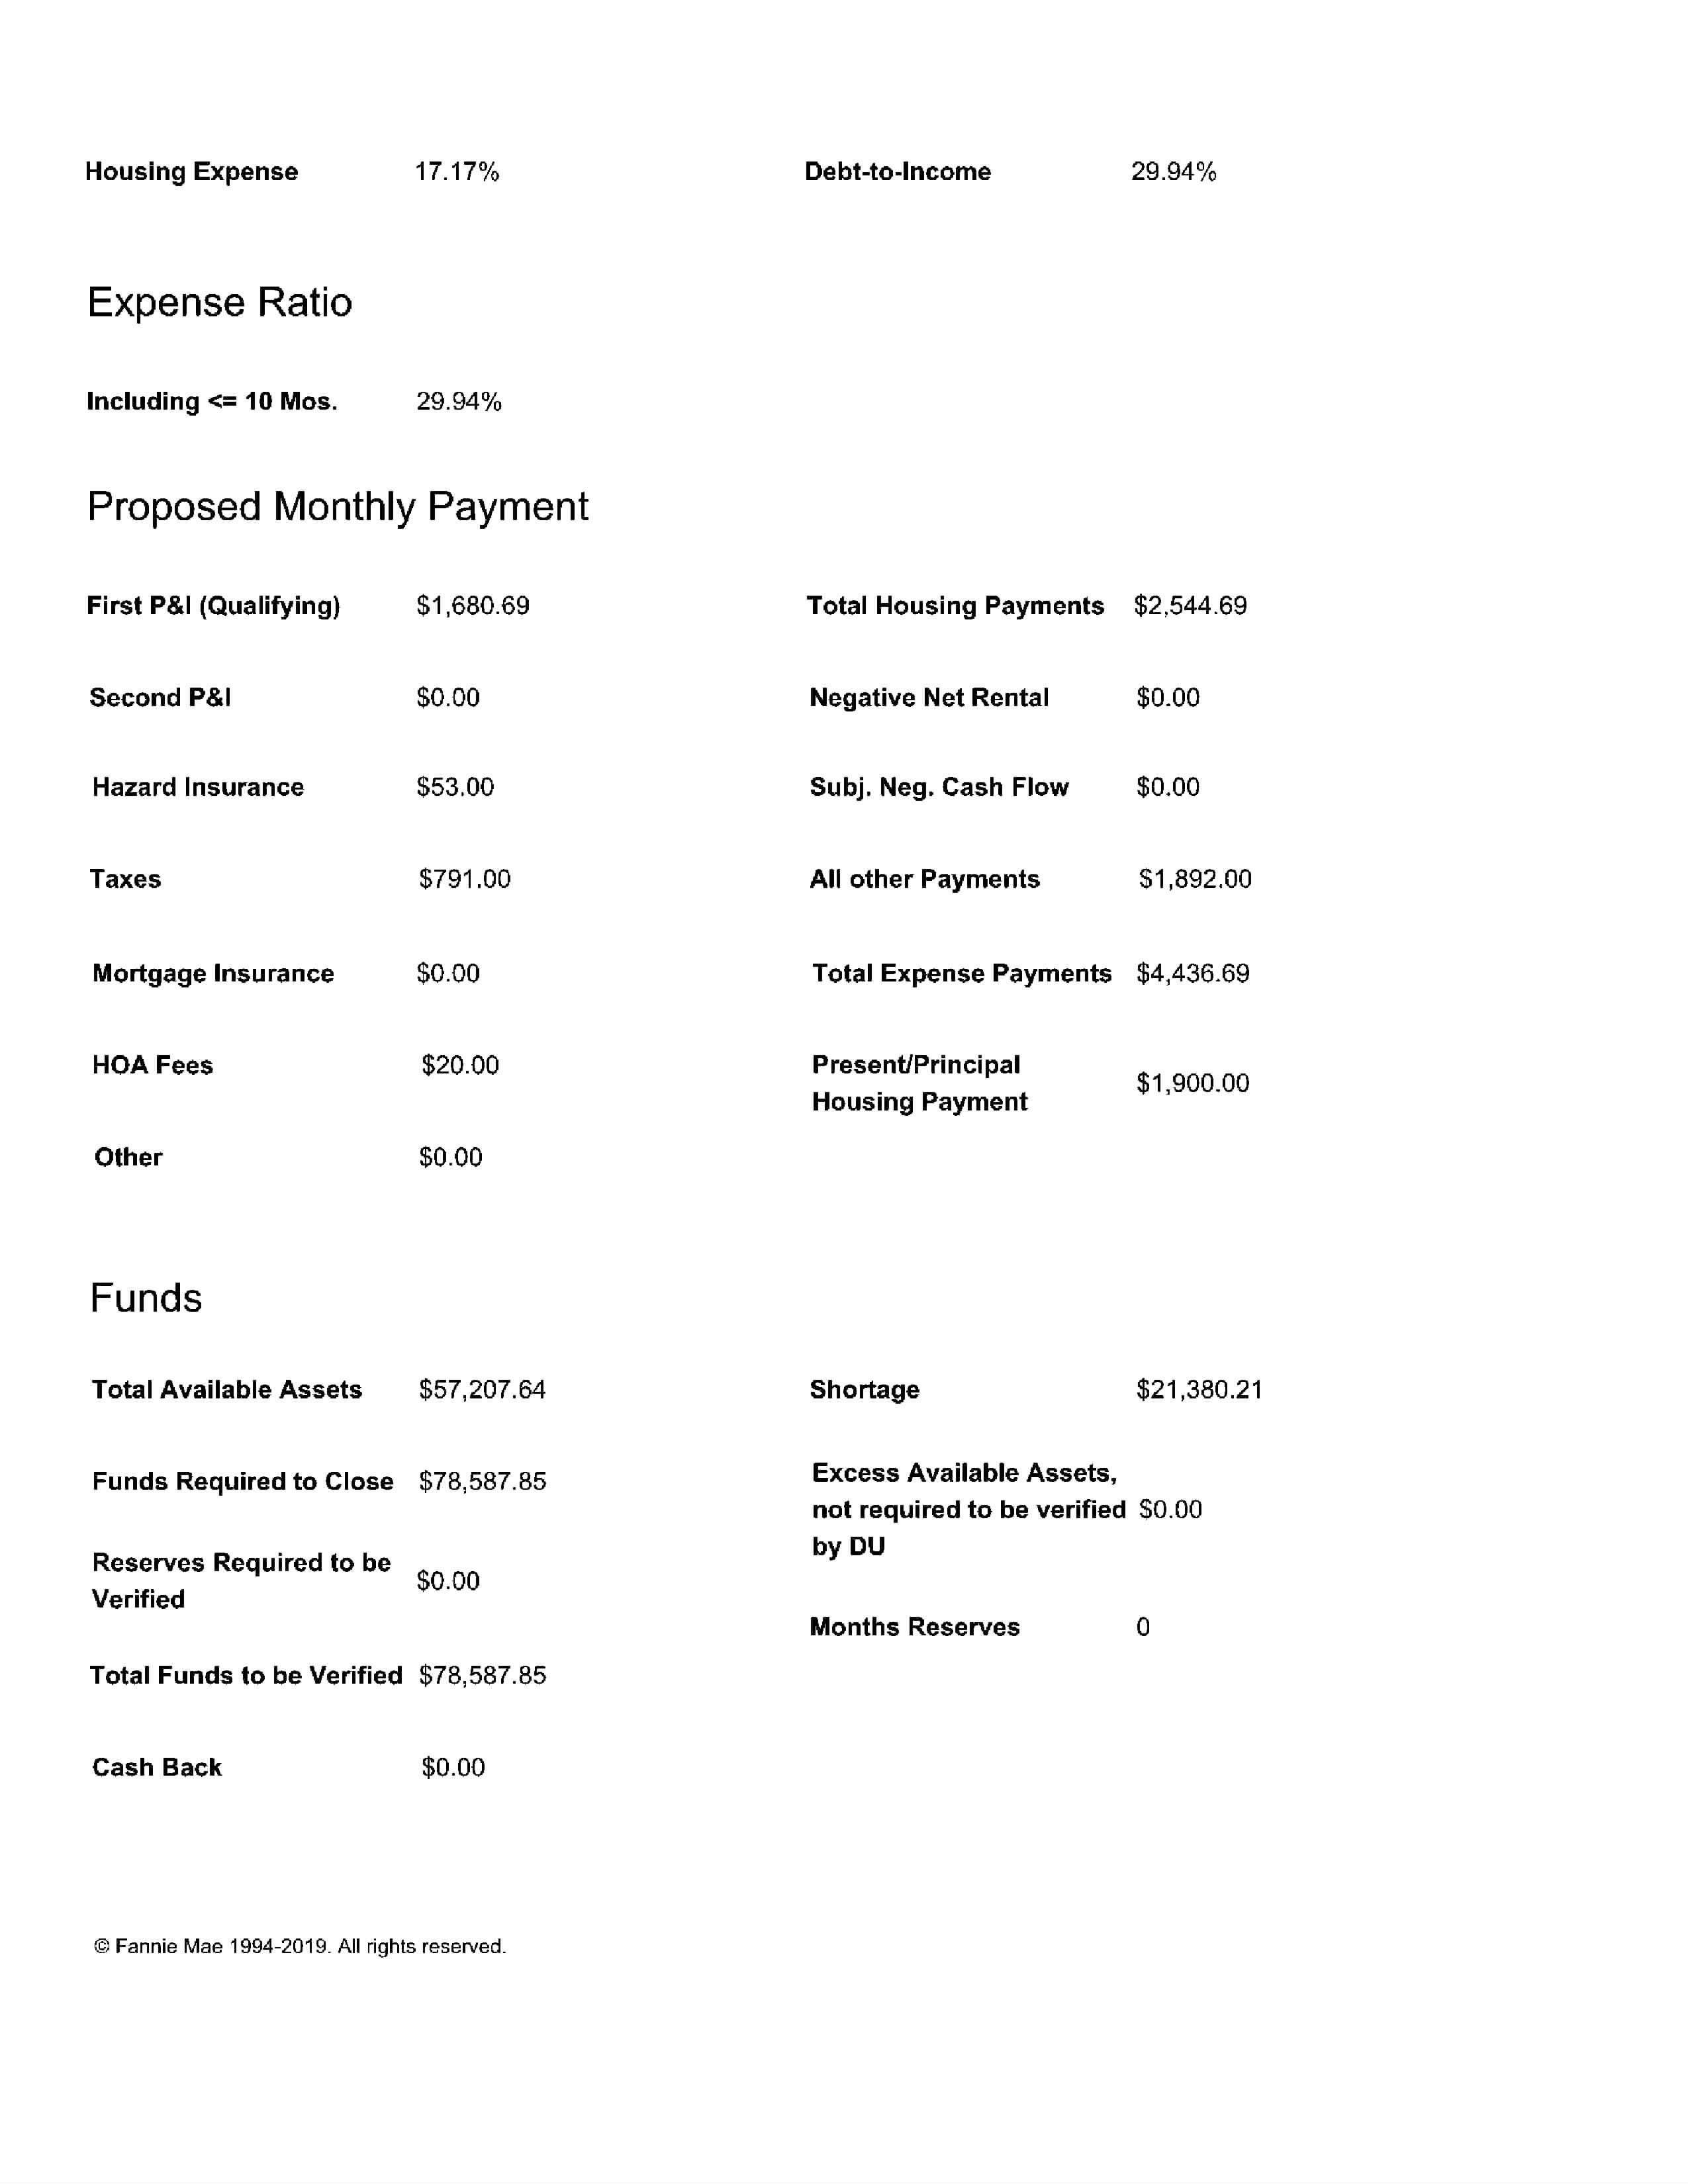 Housing Expense 17.17% Debt-to-Income 29.94%
Expense Ratio
Including <= 10 Mos. 29.94%
Proposed Monthly Payment
First P&I (Qualifying) $1,680.69 Total Housing Payments $2,544.69
Second P&I $0.00 Negative Net Rental $0.00
Hazard Insurance $53.00 Subj. Neg. Cash Flow $0.00
Taxes $791.00 All other Payments $1,892.00
Mortgage Insurance $0.00 Total Expense Payments $4,436.69
HOA Fees $20.00 Present/Principal
Housing Payment $1,900.00
Other $0.00
Funds
Total Available Assets $57,207.64 Shortage $21,380.21
Funds Required to Close $78,587.85 Excess Available Assets,
not required to be verified $0.00
by DU
Reserves Required to be
Verified $0.00
Months Reserves 0
Total Funds to be Verified $78,587.85
Cash Back $0.00
© Fannie Mae 1994-2019. All rights reserved.